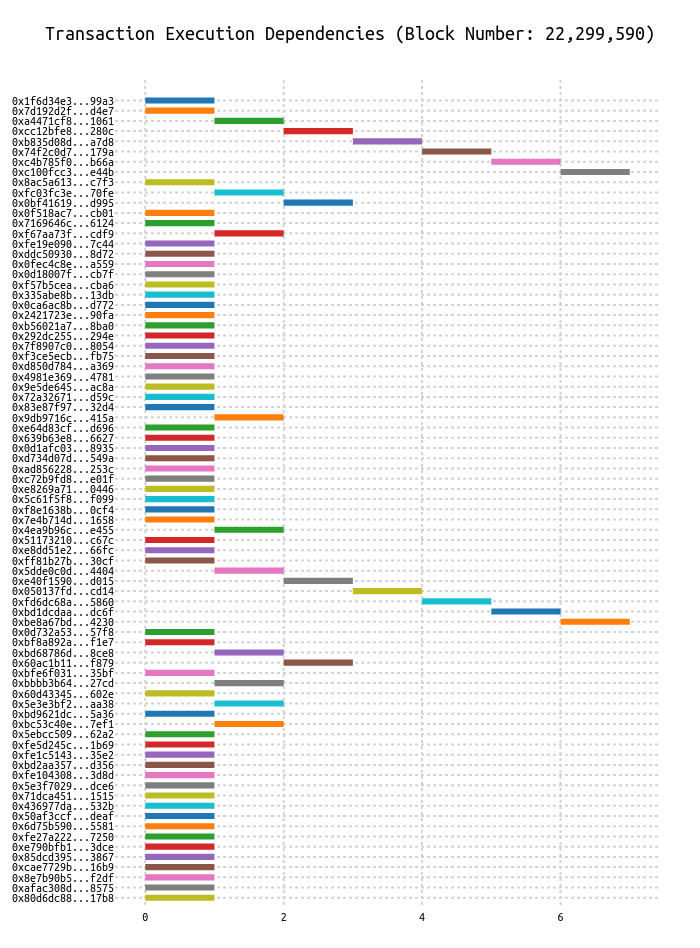 Transaction Execution Dependencies (Block Number: 22,299,590)
0x1f6d34e3...99a3
0x7d192d2f...d4e7
0xa4471cf8...1061
0xcc12bfe8...280c
0xb835d08d...a7d8
0x74f2c0d7...179a
0xc4b785f0...b66a
0xc100fcc3...e44b
0x8ac5a613...c7f3
0xfc03fc3e...70fe
0x0bf41619...d995
0x0f518ac7...cb01
0x7169646c...6124
0xf67aa73f...cdf9
0xfe19e090...7c44
0xddc50930...8d72
0x0fec4c8e...a559
0x0d18007f...cb7f
0xf57b5cea...cba6
0x335abe8b...13db
0x0ca6ac8b...d772
0x2421723e...90fa
0xb56021a7...8ba0
0x292dc255...294e
0x7f8907c0...8054
0xf3ce5ecb...fb75
0xd850d784...a369
0x4981e369...4781
0x9e5de645...ac8a
0x72a32671...d59c
0x83e87f97...32d4
0x9db9716c...415a
0xe64d83cf...d696
0x639b63e8...6627
0x0d1afc03...8935
0xd734d07d...549a
0xad856228...253c
0xc72b9fd8...e01f
0xe8269a71...0446
0x5c61f5f8...f099
0xf8e1638b...0cf4
0x7e4b714d...1658
0x4ea9b96c...e455
0x51173210...c67c
0xe8dd51e2...66fc
0xff81b27b...30cf
0x5dde0c0d...4404
0xe40f1590...d015
0x050137fd...cd14
0xfd6dc68a...5860
0xbd1dcdaa...dc6f
0xbe8a67bd...4230
0x0d732a53...57f8
0xbf8a892a...f1e7
0xbd68786d...8ce8
0x60ac1b11...f879
0xbfe6f031...35bf
0xbbbb3b64...27cd
0x60d43345...602e
0x5e3e3bf2...aa38
0xbd9621dc...5a36
0xbc53c40e...7ef1
0x5ebcc509...62a2
0xfe5d245c...1b69
0xfe1c5143...35e2
0xbd2aa357...d356
0xfe104308...3d8d
0x5e3f7029...dce6
0x71dca451...1515
0x436977da...532b
0x50af3ccf...deaf
0x6d75b590...5581
0xfe27a222...7250
0xe790bfb1...3dce
0x85dcd395...3867
0xcae7729b...16b9
0x8e7b90b5...f2df
0xafac308d...8575
0x80d6dc88...17b8
0 2 4 6